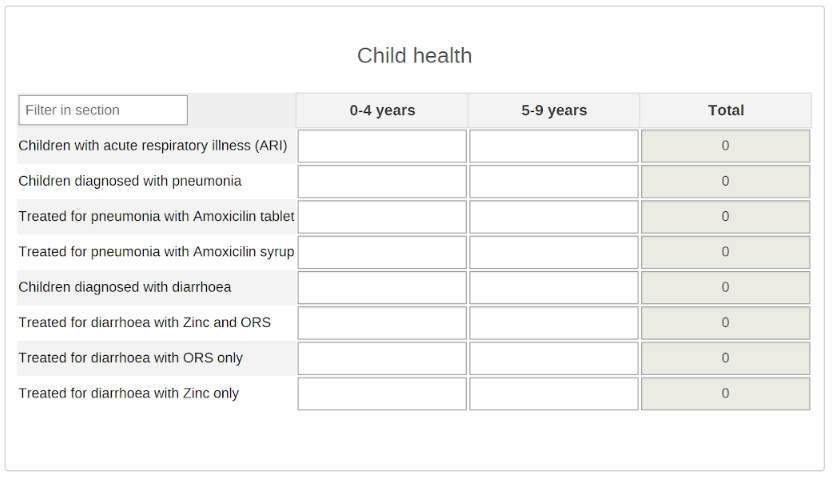 Child health
Filter in section 0-4 years 5-9 years Total
Children with acute respiratory illness (ARI) 0
Children diagnosed with pneumonia 0
Treated for pneumonia with Amoxicilin tablet 0
Treated for pneumonia with Amoxicilin syrup 0
Children diagnosed with diarrhoea 0
Treated for diarrhoea with Zinc and ORS 0
Treated for diarrhoea with ORS only 0
Treated for diarrhoea with Zinc only 0